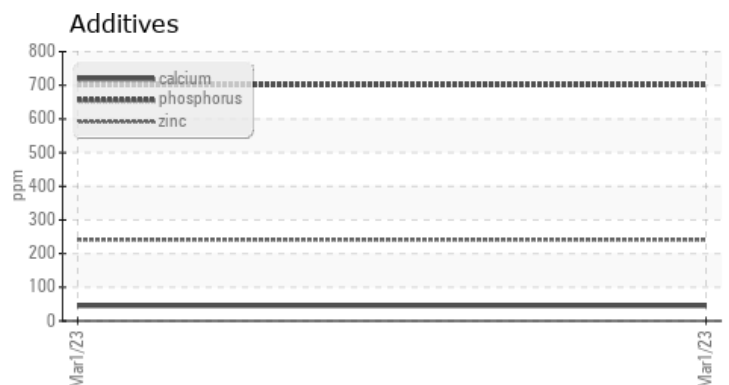 Additives
800
700
600
500
400
300
200
100
0
ppm
calcium
phosphorus
zinc
Mar1/23
Mar1/23